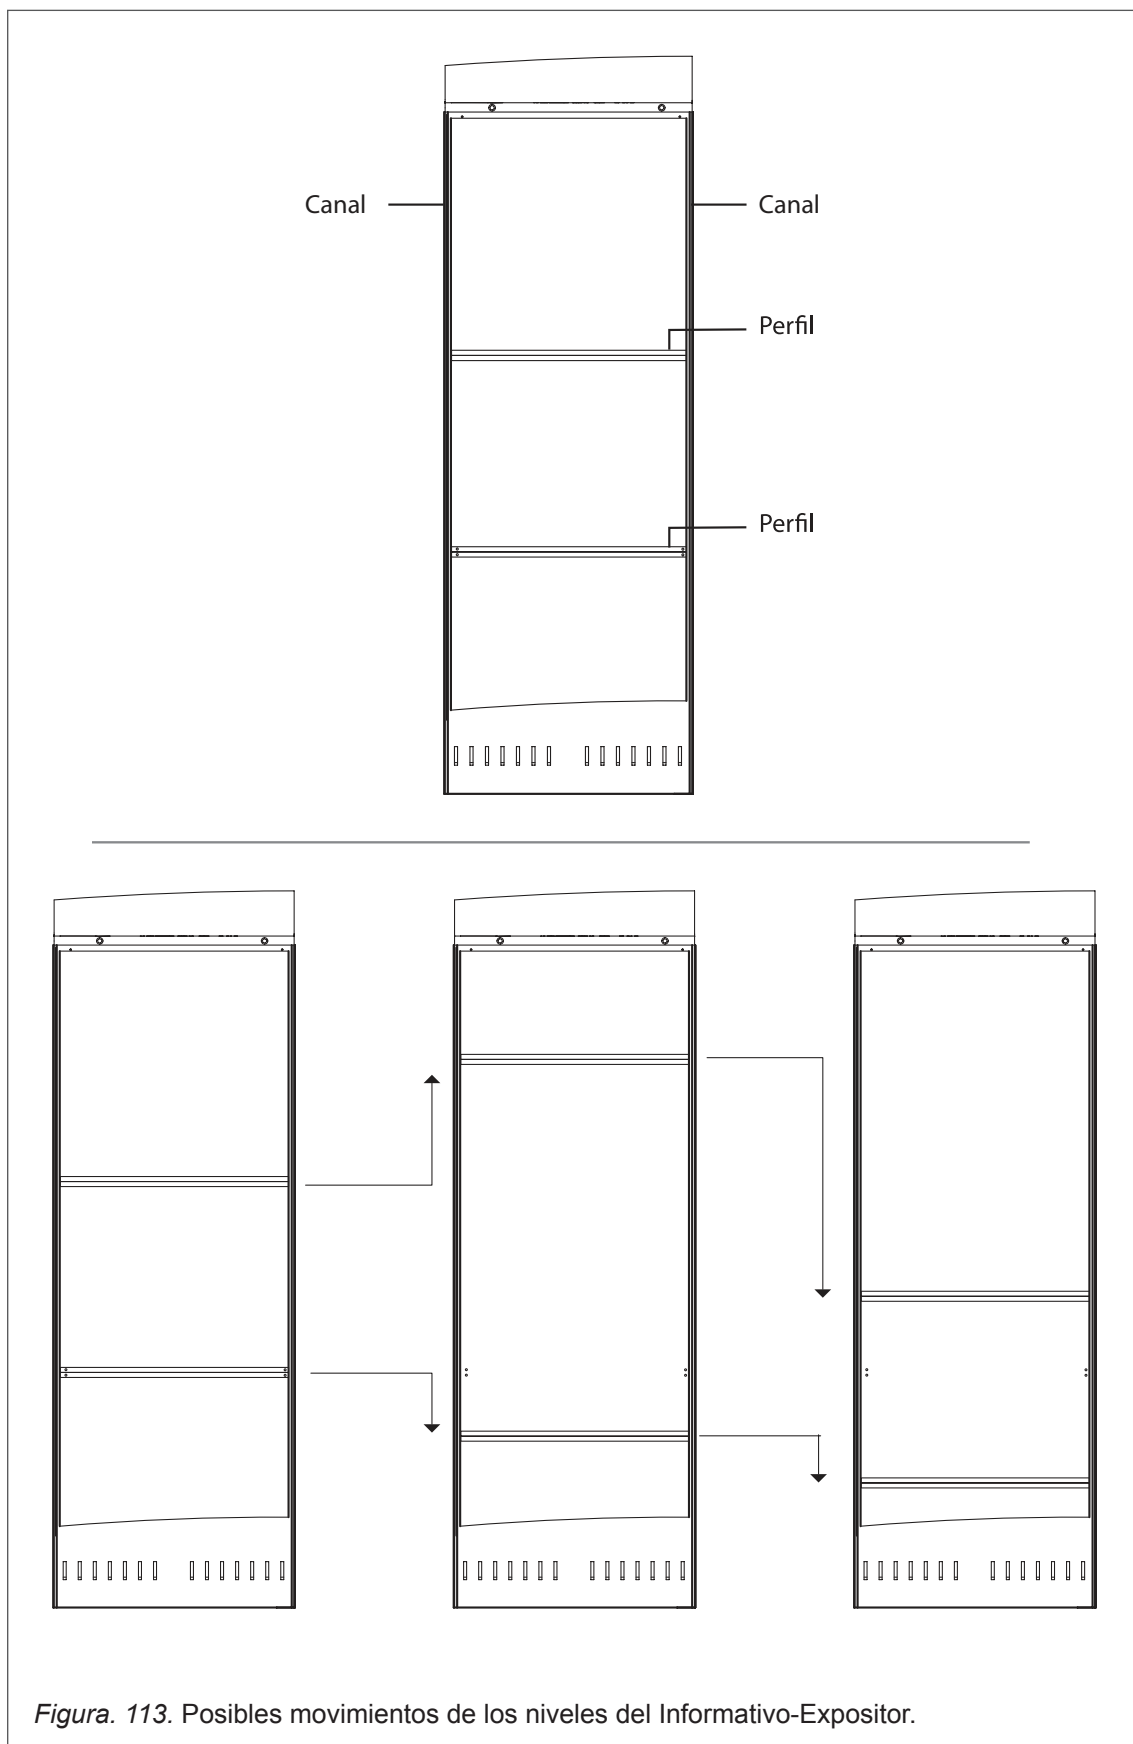 Canal
Canal
Perfil
Perfil
Figura. 113. Posibles movimientos de los niveles del Informativo-Expositor.